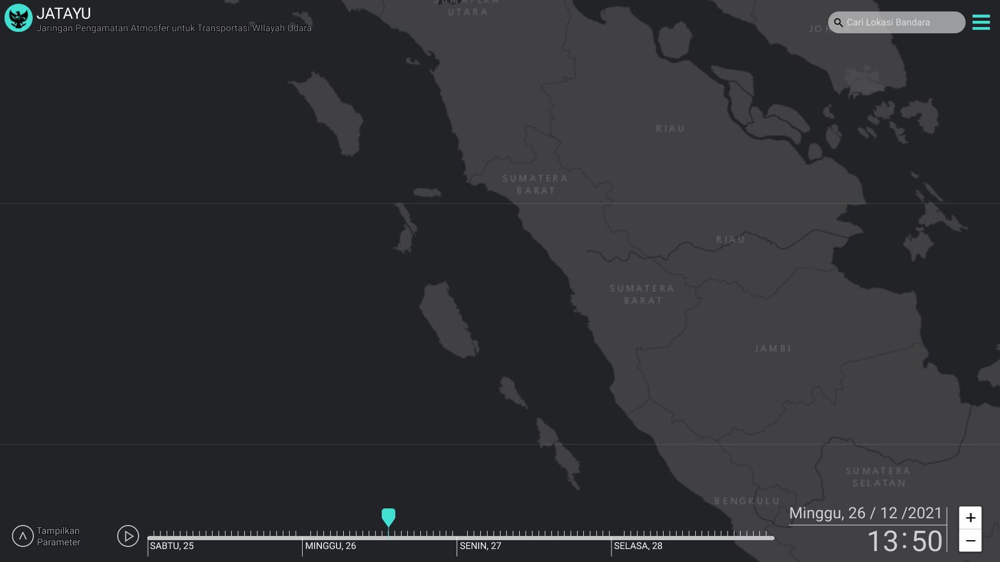 JATAYU
Jaringan Pengamatan Atmosfer untuk Transportasi WIlayah Udara
SUMATERA
UTARA
Cari Lokasi Bandara
JOHOR
RIAU
SUMATERA
BARAT
RIAU
SUMATERA
BARAT
JAMBI
SUMATERA
SELATAN
BENGKULU
Minggu, 26 / 12 /2021
13:50
+
−
Tampilkan
Parameter
SABTU, 25
MINGGU, 26
SENIN, 27
SELASA, 28